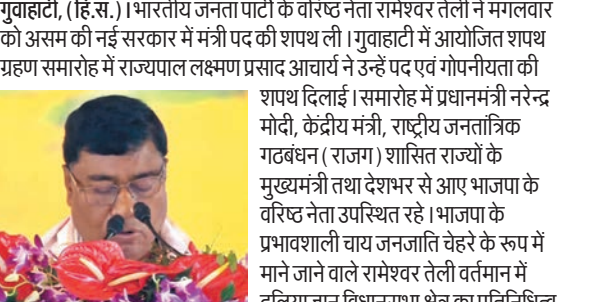 गुवाहाटी, (हि.स.)। भारतीय जनता पार्टी के वरिष्ठ नेता रामेश्वर तेली ने मंगलवार
को असम की नई सरकार में मंत्री पद की शपथ ली। गुवाहाटी में आयोजित शपथ
ग्रहण समारोह में राज्यपाल लक्ष्मण प्रसाद आचार्य ने उन्हें पद एवं गोपनीयता की
शपथ दिलाई। समारोह में प्रधानमंत्री नरेन्द्र
मोदी, केंद्रीय मंत्री, राष्ट्रीय जनतांत्रिक
गठबंधन (राजग) शासित राज्यों के
मुख्यमंत्री तथा देशभर से आए भाजपा के
वरिष्ठ नेता उपस्थित रहे। भाजपा के
प्रभावशाली चाय जनजाति चेहरे के रूप में
माने जाने वाले रामेश्वर तेली वर्तमान में
विधानसभा क्षेत्र का प्रतिनिधित्व